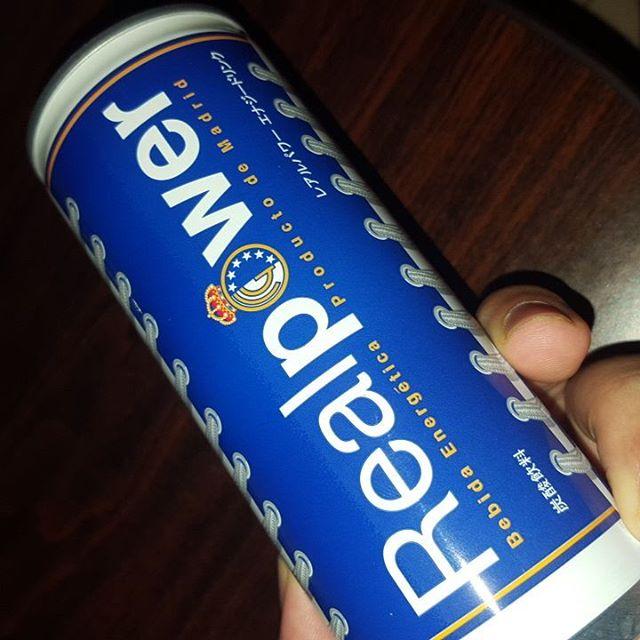 Realpower
Bebida Energética Producto de Madrid
炭酸飲料
レアルパワー エナジードリンク